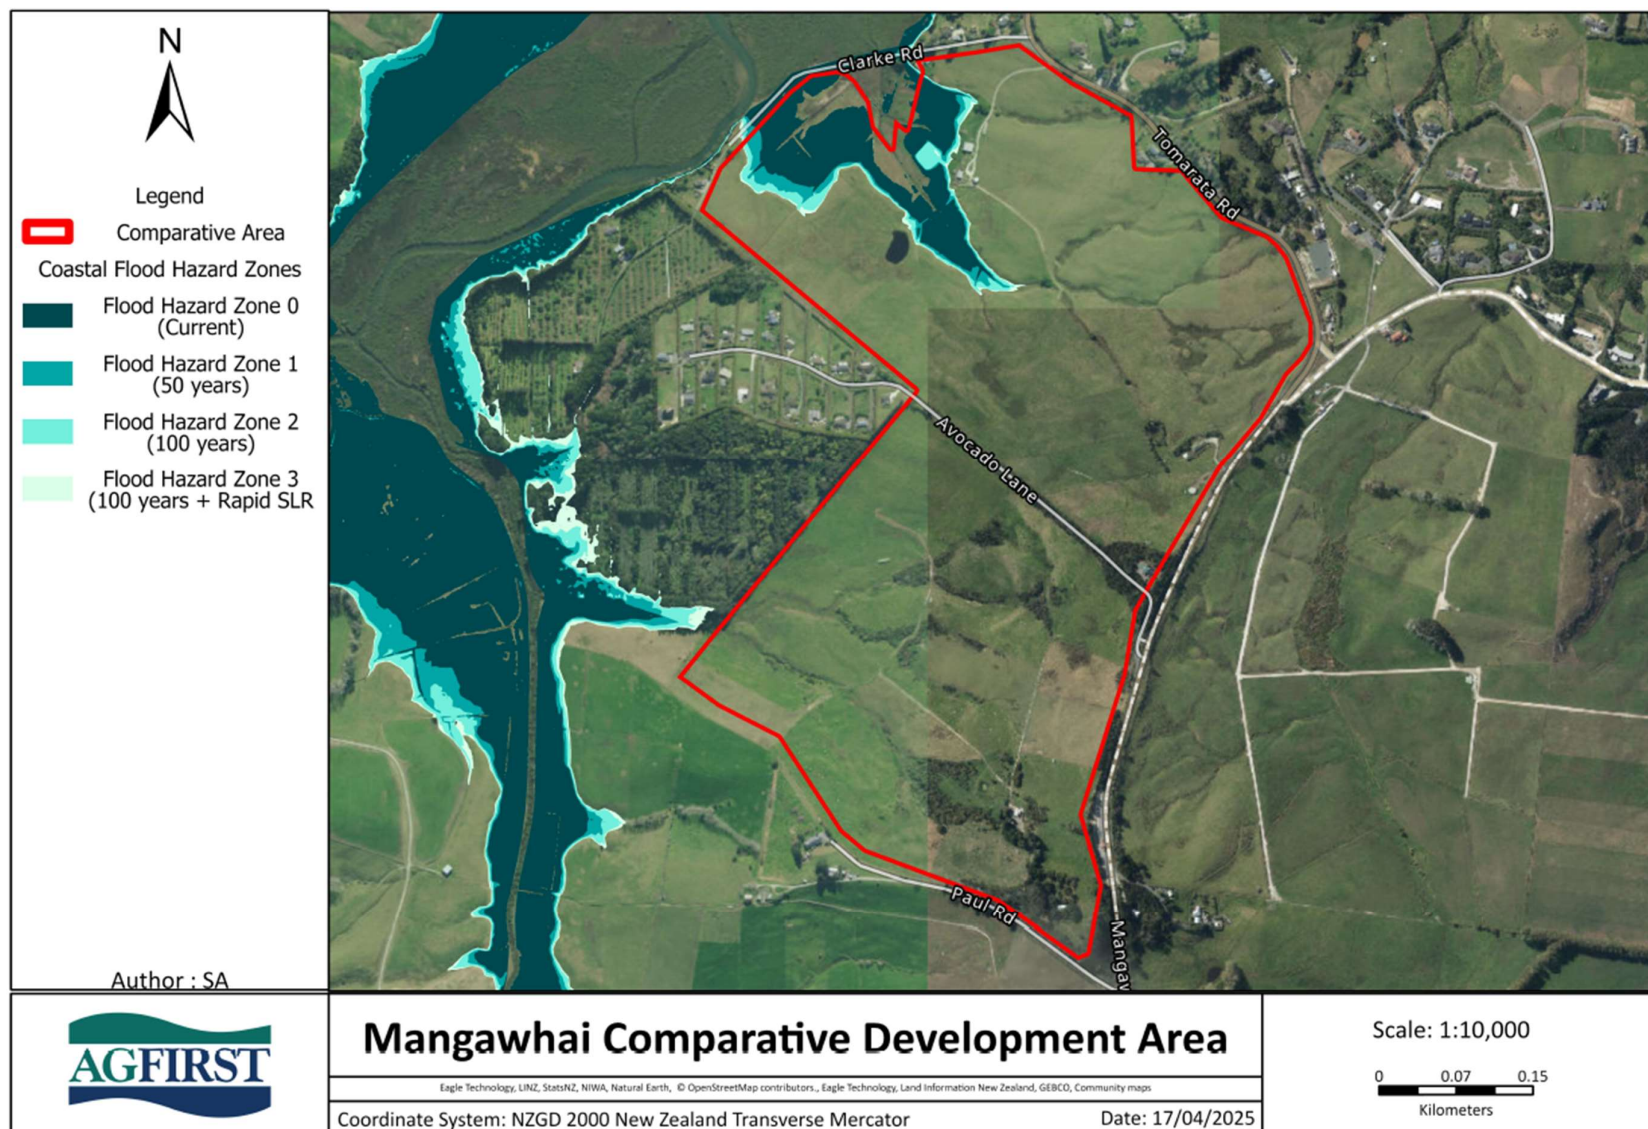 N
Legend
Comparative Area
Coastal Flood Hazard Zones
Flood Hazard Zone 0
(Current)
Flood Hazard Zone 1
(50 years)
Flood Hazard Zone 2
(100 years)
Flood Hazard Zone 3
(100 years + Rapid SLR
Author : SA
Clarke Rd
Tomarata Rd
Avocado Lane
Paul Rd
Mangaw
AGFIRST
Mangawhai Comparative Development Area
Eagle Technology, LINZ, StatsNZ, NIWA, Natural Earth, © OpenStreetMap contributors., Eagle Technology, Land Information New Zealand, GEBCO, Community maps
Coordinate System: NZGD 2000 New Zealand Transverse Mercator
Date: 17/04/2025
Scale: 1:10,000
0 0.07 0.15
Kilometers